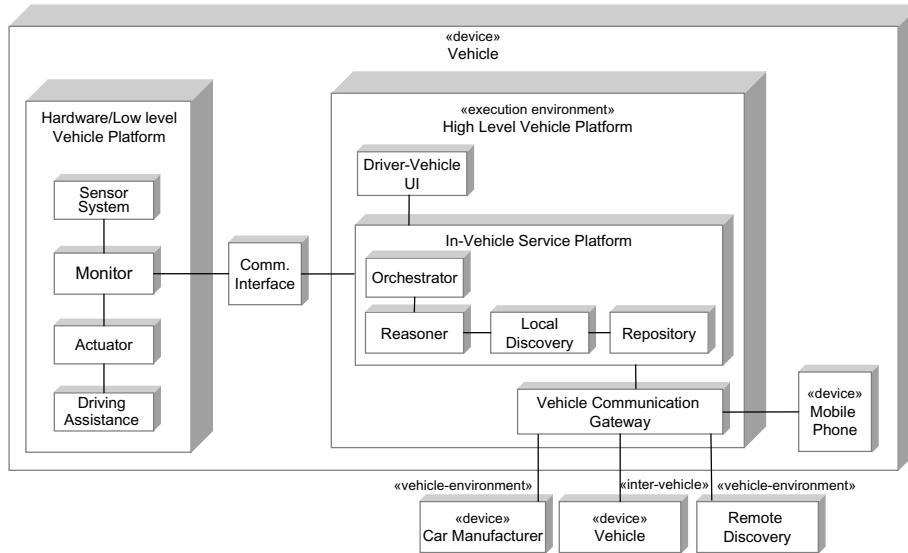 «device»
Vehicle
Hardware/Low level
Vehicle Platform
Sensor
System
Monitor
Actuator
Driving
Assistance
Comm.
Interface
«execution environment»
High Level Vehicle Platform
Driver-Vehicle
UI
In-Vehicle Service Platform
Orchestrator
Reasoner
Local
Discovery
Repository
Vehicle Communication
Gateway
«device»
Mobile
Phone
«vehicle-environment»
«inter-vehicle»
«vehicle-environment»
«device»
Car Manufacturer
«device»
Vehicle
Remote
Discovery